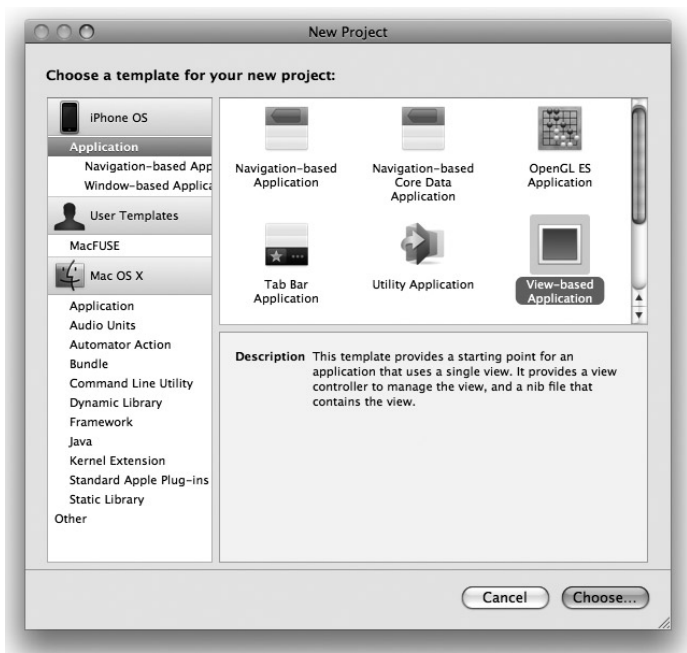 New Project
Choose a template for your new project:
iPhone OS
Application
Navigation-based App
Window-based Applica
User Templates
MacFUSE
Mac OS X
Application
Audio Units
Automator Action
Bundle
Command Line Utility
Dynamic Library
Framework
Java
Kernel Extension
Standard Apple Plug-ins
Static Library
Other
Navigation-based
Application
Navigation-based
Core Data
Application
OpenGL ES
Application
Tab Bar
Application
Utility Application
View-based
Application
Description This template provides a starting point for an
application that uses a single view. It provides a view
controller to manage the view, and a nib file that
contains the view.
Cancel
Choose...